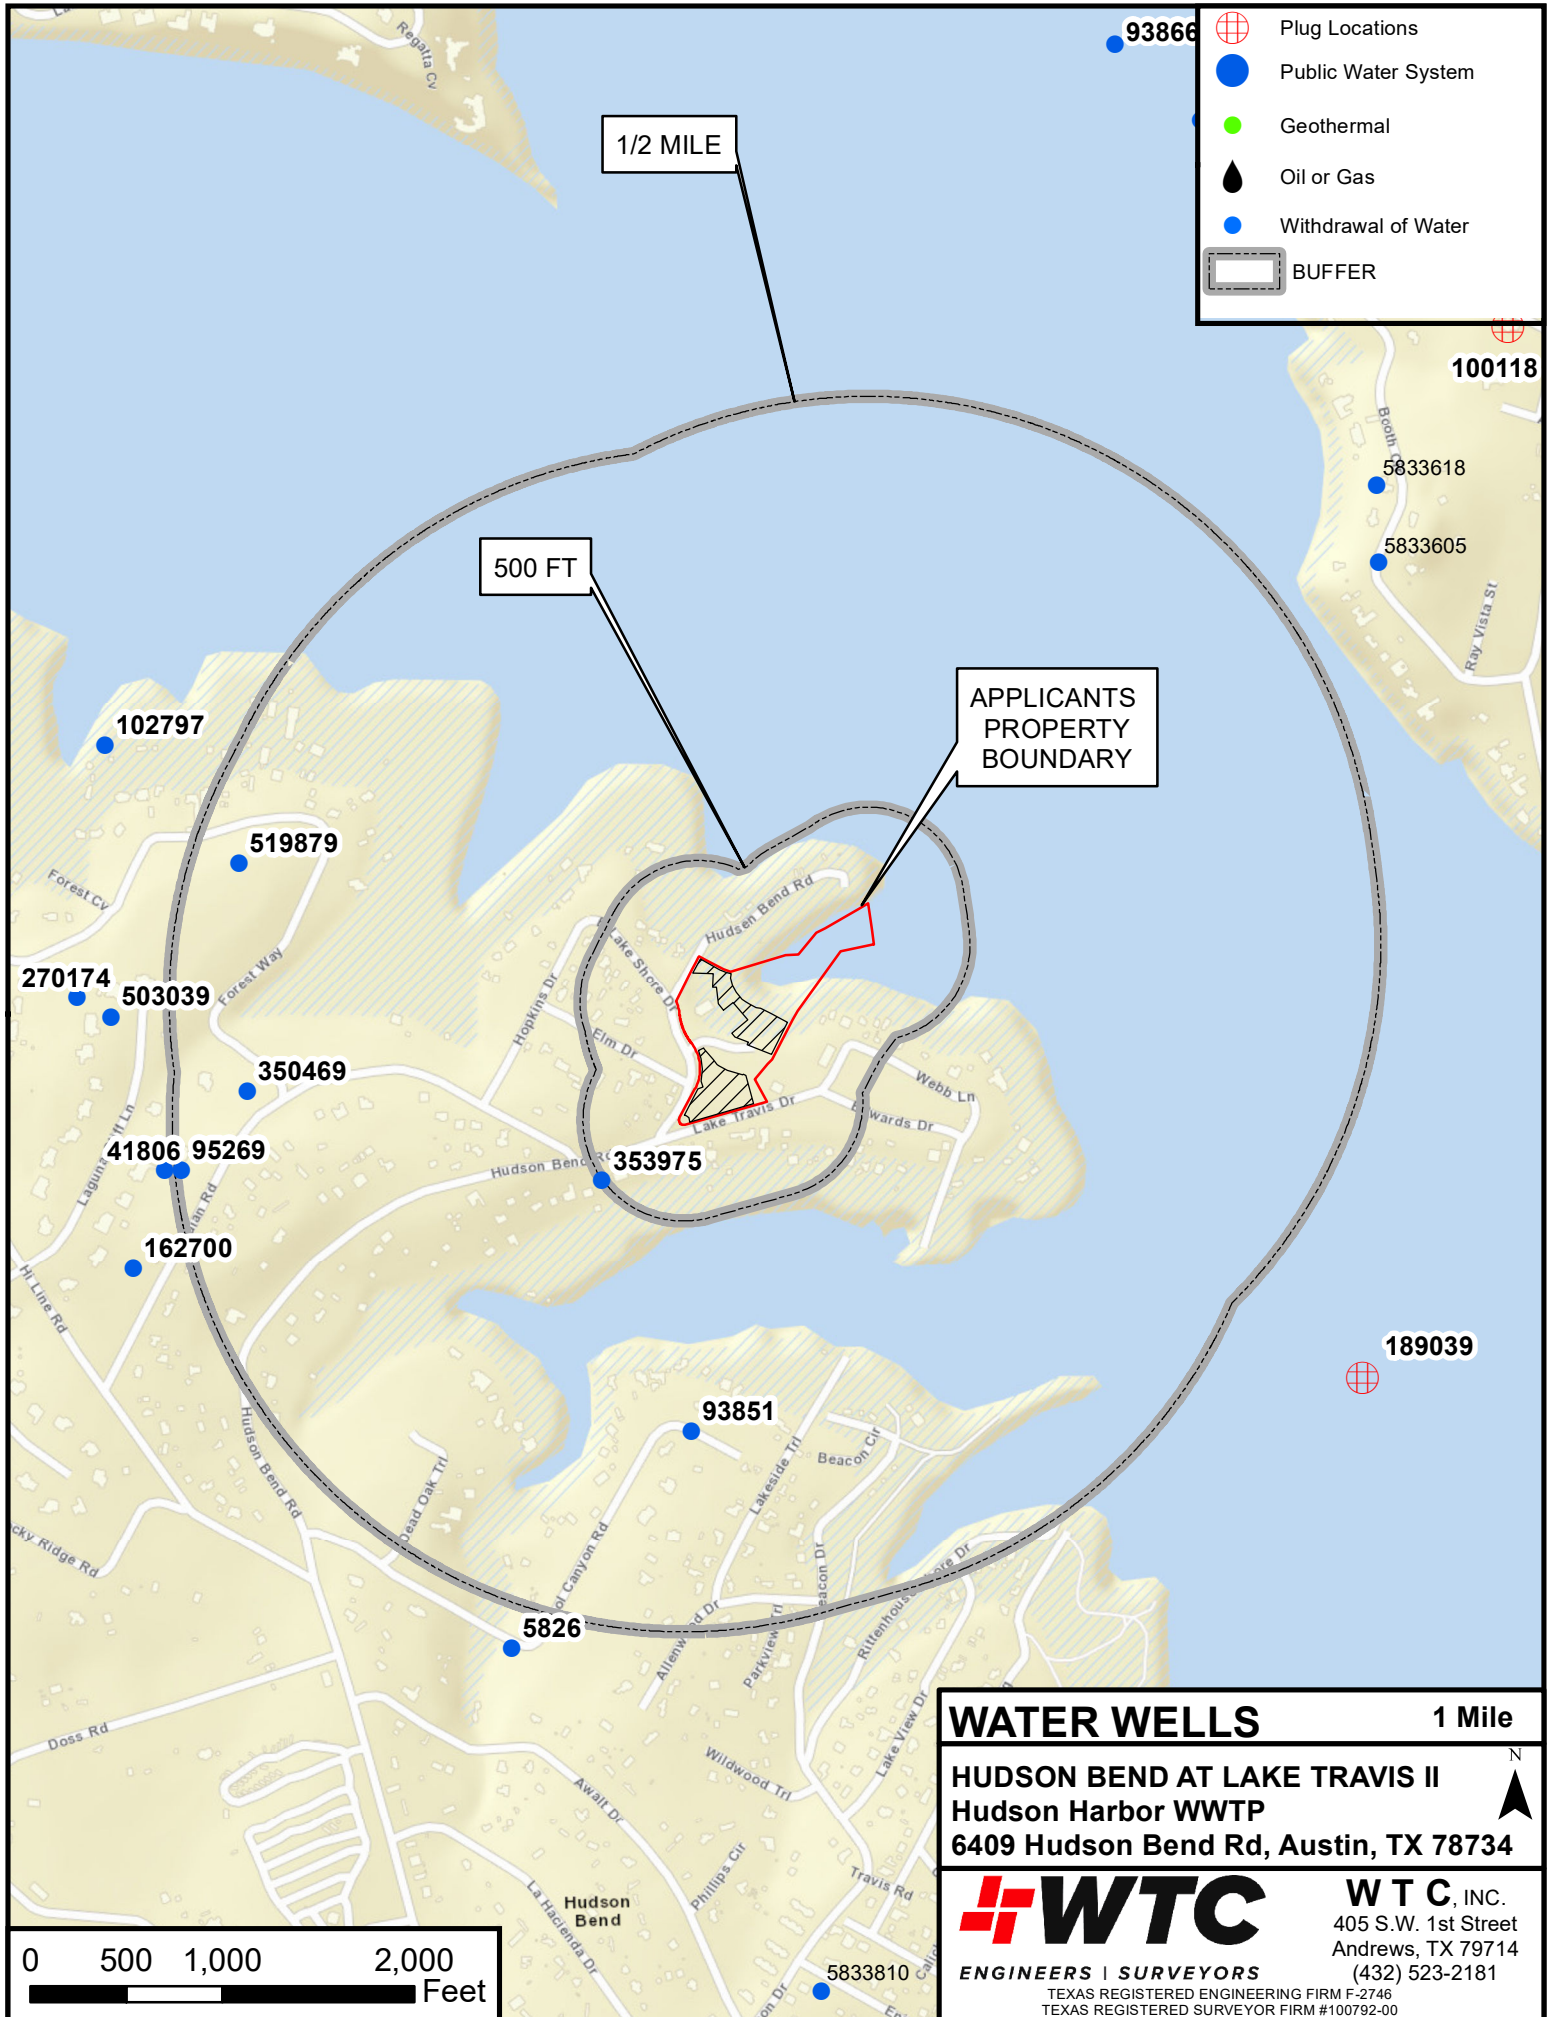 Regatta Cv
93866
Plug Locations
Public Water System
Geothermal
Oil or Gas
Withdrawal of Water
BUFFER
1/2 MILE
100118
Booth
5833618
5833605
Ray Vista St
500 FT
APPLICANTS
PROPERTY
BOUNDARY
102797
519879
Forest Cv
Forest Way
270174
503039
350469
41806
95269
162700
Hi Line Rd
Hopkins Dr
Lake Shore Dr
Hudsen Bend Rd
Elm Dr
Webb Ln
Lake Travis Dr
Hudson Bend
353975
189039
93851
Beacon Cir
Lakeside Trl
Hudson Bend Rd
Dead Oak Trl
Ridge Rd
Canyon Rd
5826
Parkview Trl
Doss Rd
Lake View Dr
Wildwood Trl
Awalt Dr
Phillips Cir
Travis Rd
La Hacienda Dr
Hudson
Bend
5833810
WATER WELLS 1 Mile
N
HUDSON BEND AT LAKE TRAVIS II
Hudson Harbor WWTP
6409 Hudson Bend Rd, Austin, TX 78734
WTC
ENGINEERS | SURVEYORS
W T C, INC.
405 S.W. 1st Street
Andrews, TX 79714
(432) 523-2181
TEXAS REGISTERED ENGINEERING FIRM F-2746
TEXAS REGISTERED SURVEYOR FIRM #100792-00
0 500 1,000 2,000
Feet